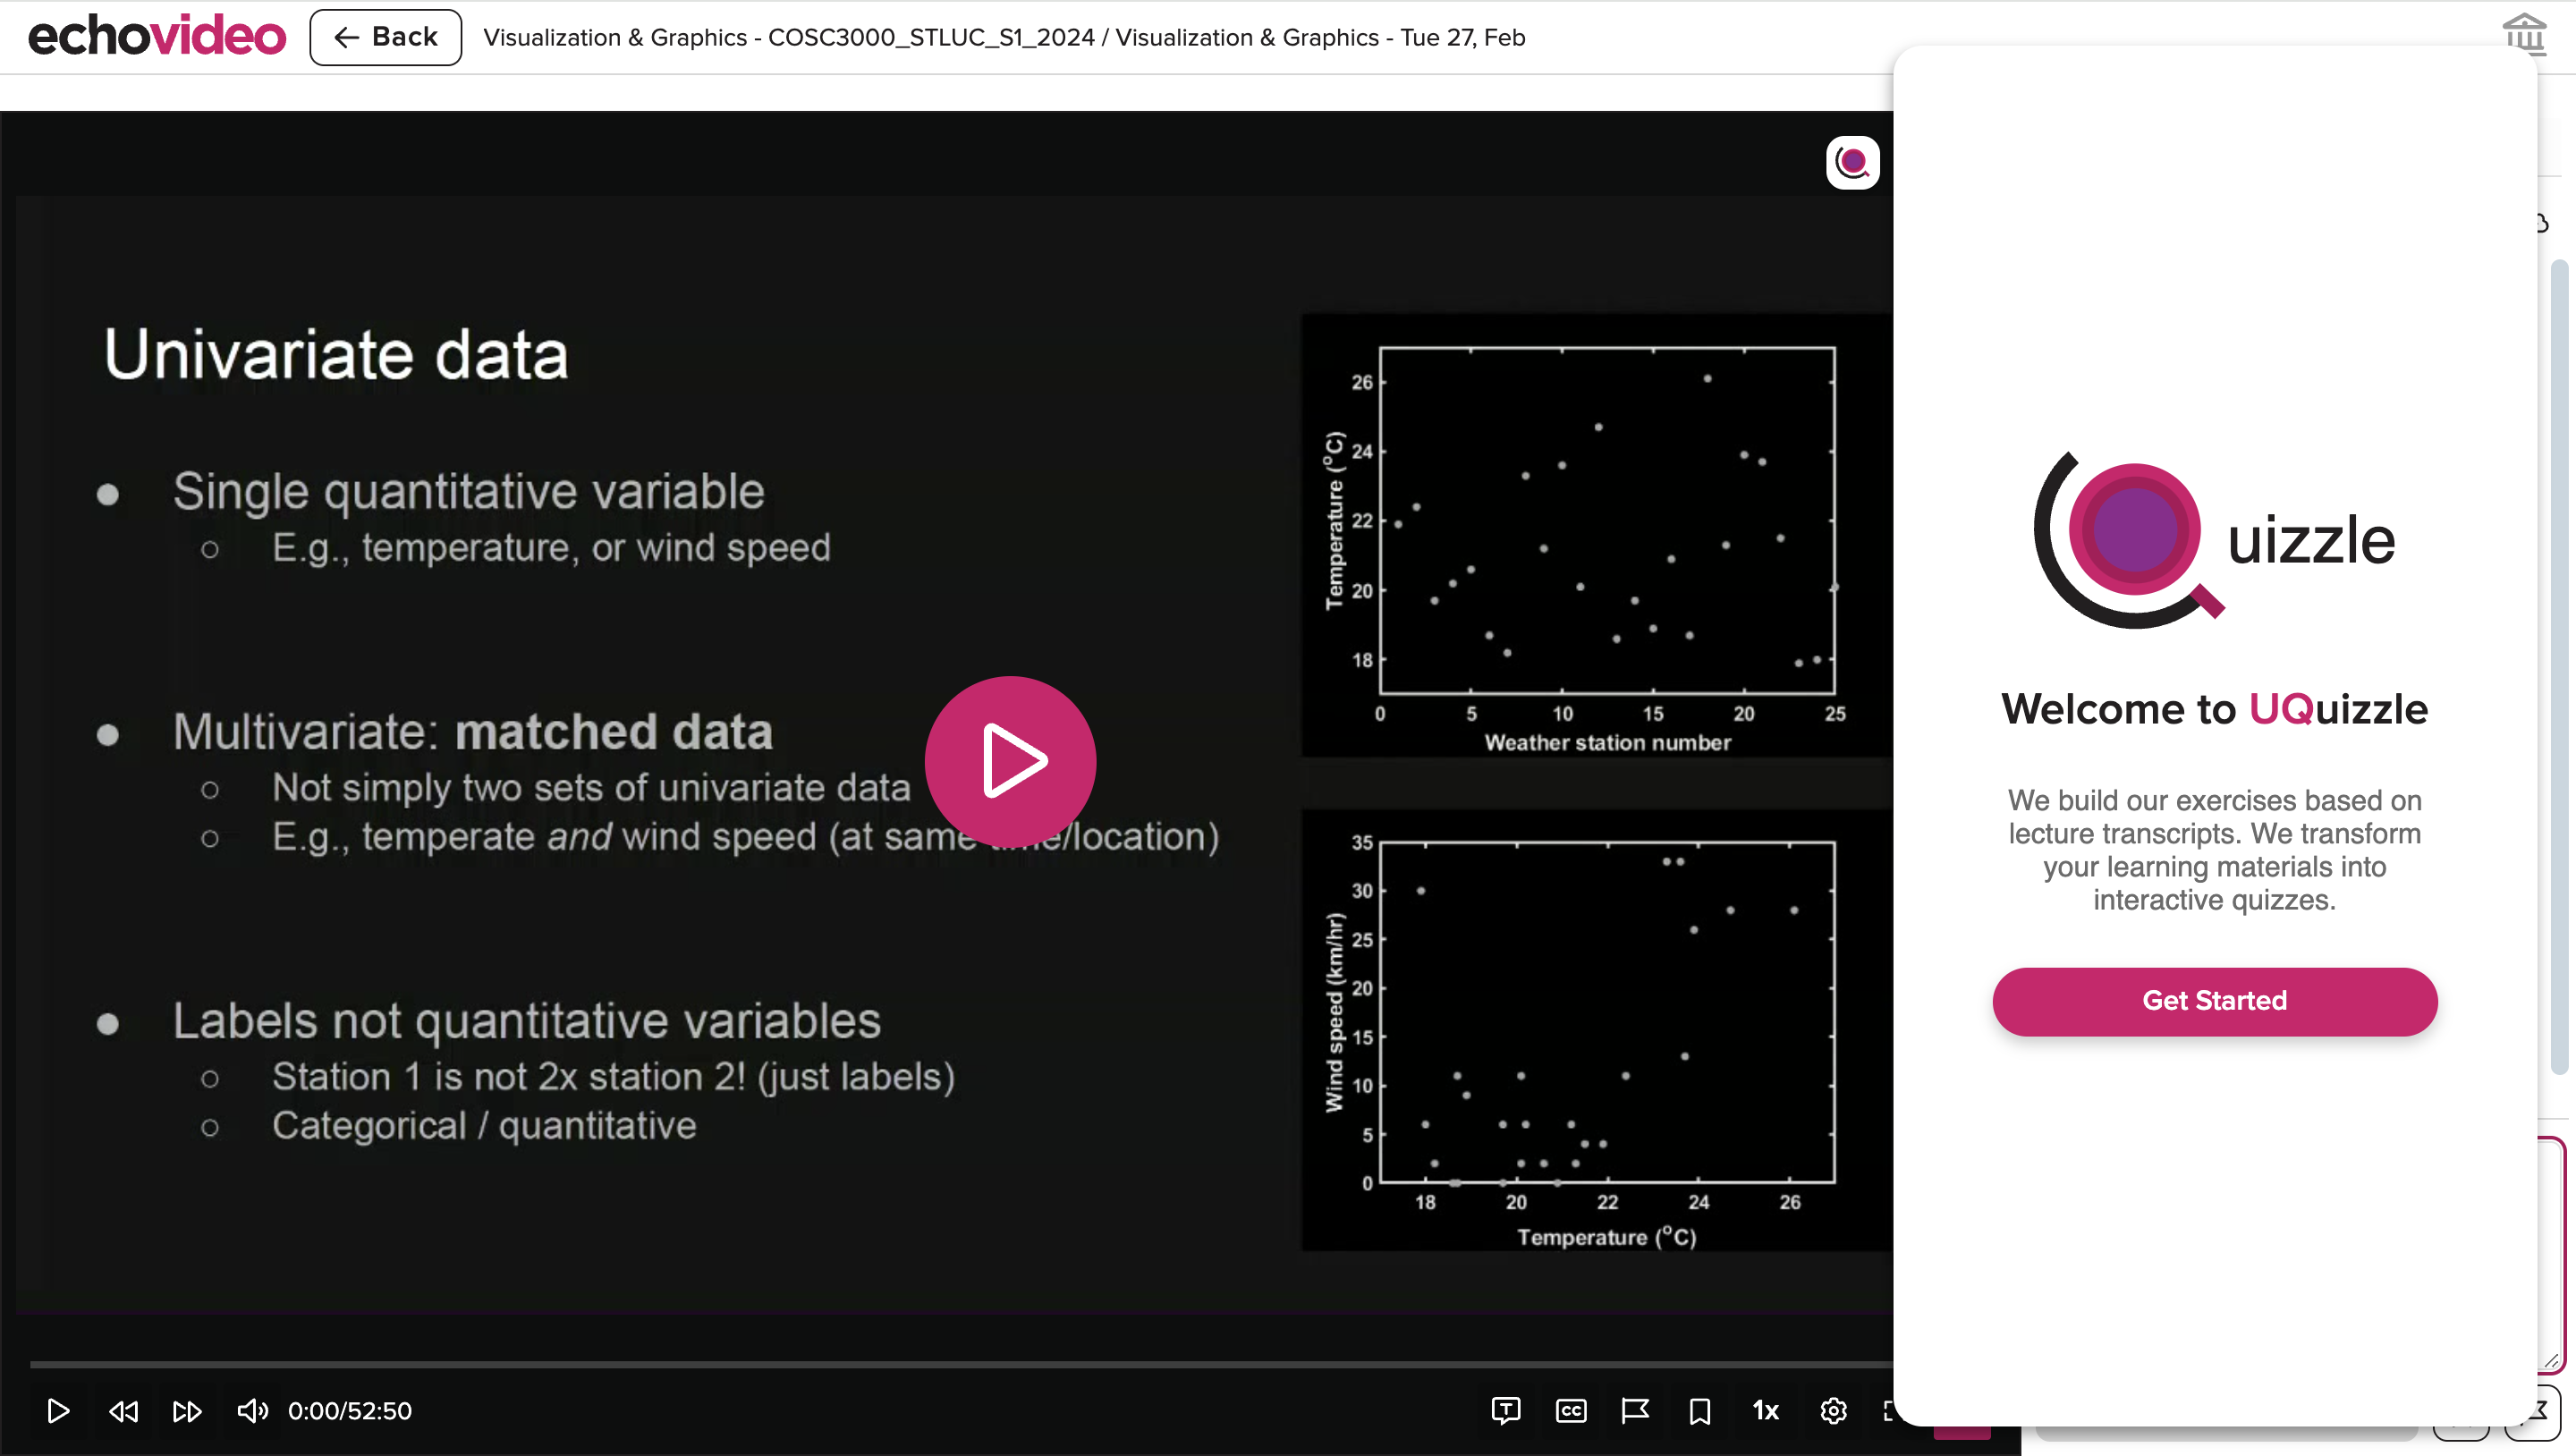 echovideo
Back
Visualization & Graphics - COSC3000_STLUC_S1_2024 / Visualization & Graphics - Tue 27, Feb
Univariate data
Single quantitative variable
E.g., temperature, or wind speed
Multivariate: matched data
Not simply two sets of univariate data
E.g., temperate and wind speed (at same /location)
Labels not quantitative variables
Station 1 is not 2x station 2! (just labels)
Categorical / quantitative
Temperature (°C)
26
24
22
20
18
0 5 10 15 20 25
Weather station number
Wind speed (km/hr)
35
30
25
20
15
10
5
0
18 20 22 24 26
Temperature (°C)
Quizzle
Welcome to UQuizzle
We build our exercises based on
lecture transcripts. We transform
your learning materials into
interactive quizzes.
Get Started
0:00/52:50
T
CC
1x